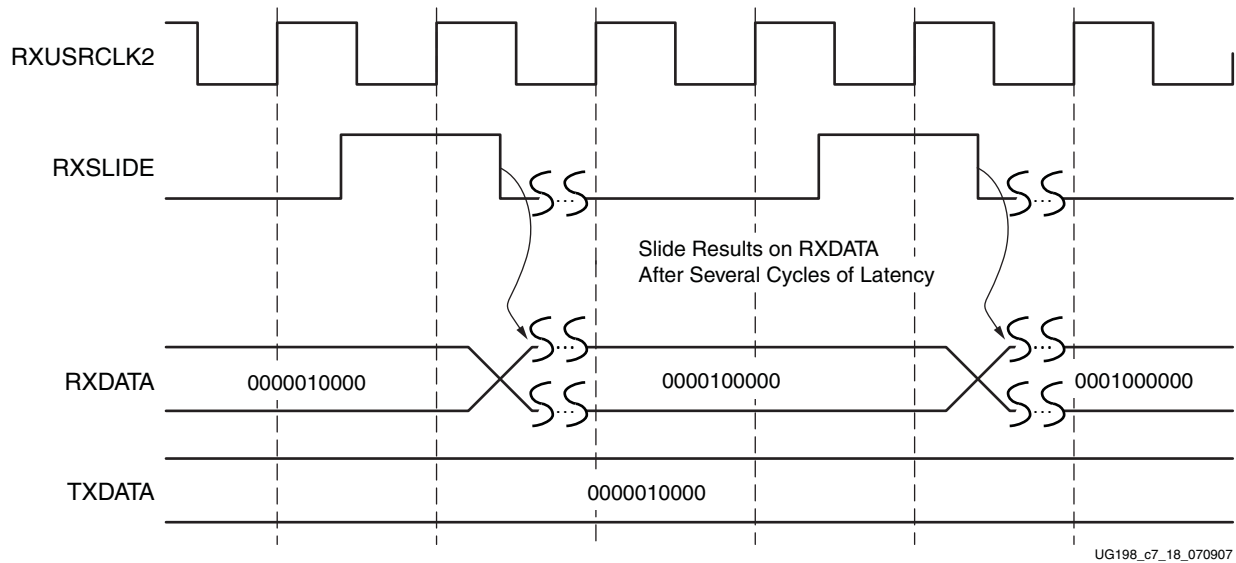 RXUSRCLK2
RXSLIDE
...
...
Slide Results on RXDATA
After Several Cycles of Latency
...
...
RXDATA
0000010000
0000100000
0001000000
...
...
TXDATA
0000010000
UG198_c7_18_070907